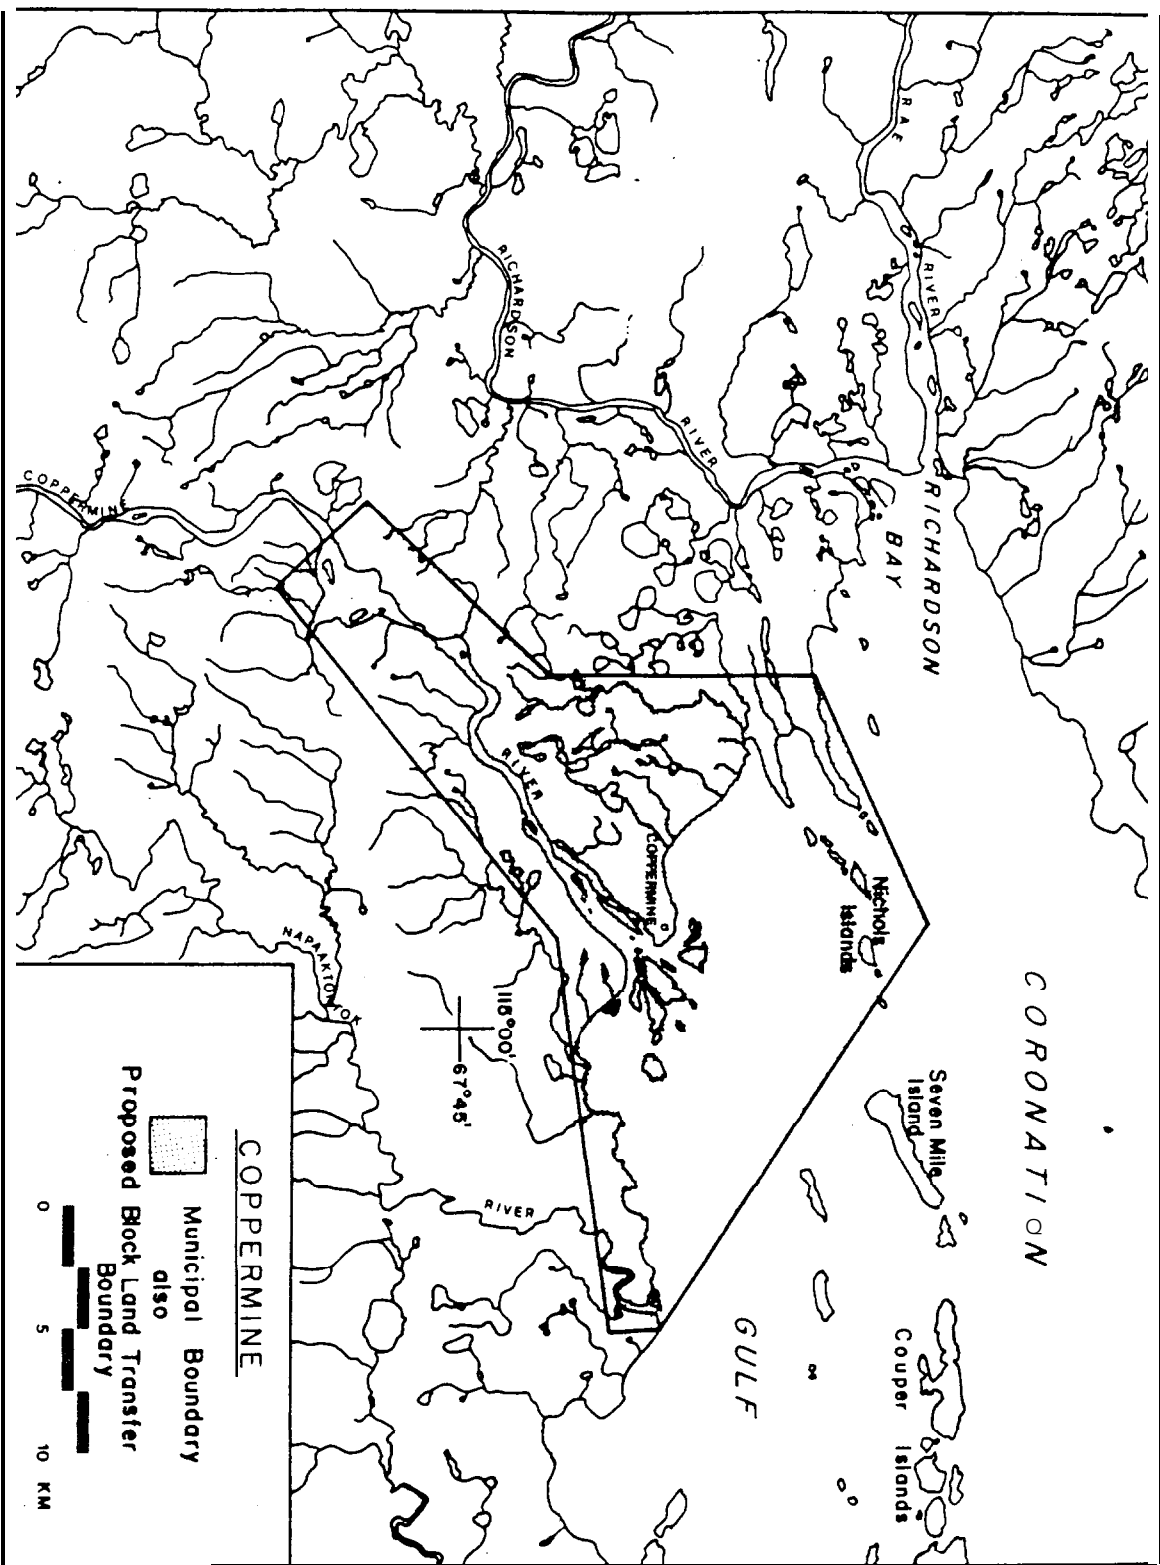 RAE
RIVER
RICHARDSON
BAY
RICHARDSON
RIVER
CORONATION
GULF
Seven Mile
Island
Couper Islands
Nichols
Islands
COPPERMINE
COPPERMINE
RIVER
115°00'
67°45'
NAPAAKTOKTOK
RIVER
COPPERMINE
Municipal Boundary
also
Proposed Block Land Transfer
Boundary
0 5 10 KM